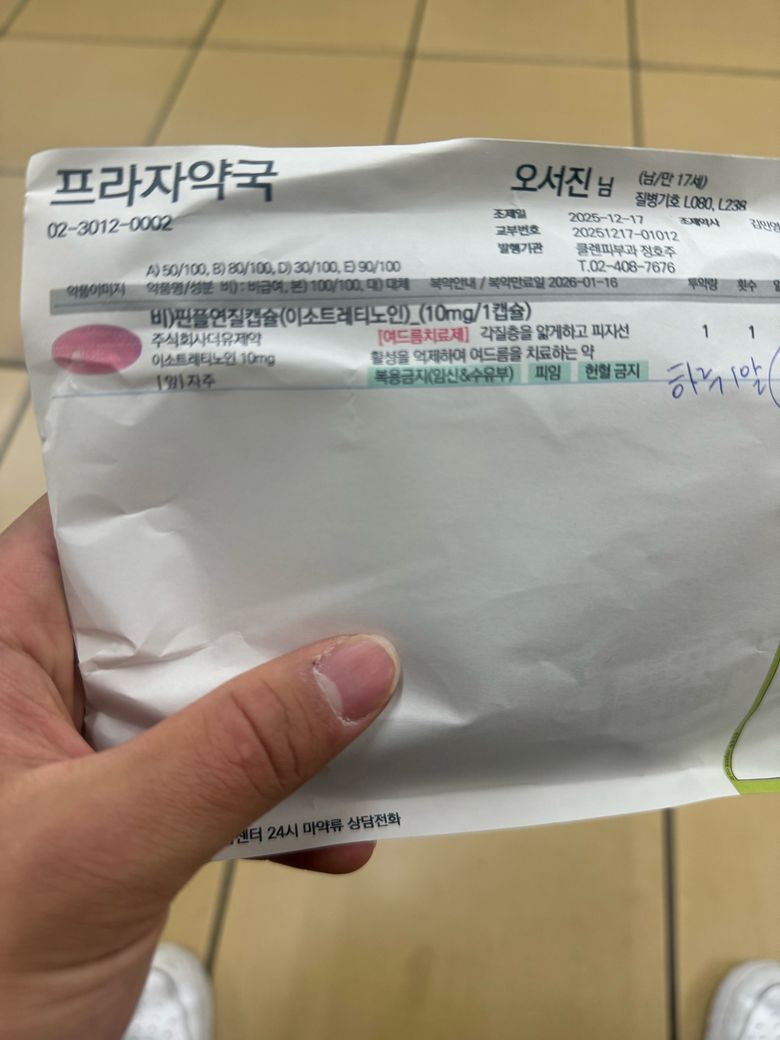 프라자약국
02-3012-0002
오서진 님 (남/만 17세)
질병기호 L080, L238
조제일 2025-12-17 조제약사 김민영
교부번호 20251217-01012
발행기관 클렌피부과 정호주
T.02-408-7676
A) 50/100, B) 80/100, D) 30/100, E) 90/100
약품이미지 약품명/성분 비) : 비급여, 본) 100/100, 대) 대체 복약안내 / 복약만료일 2026-01-16 투약량 횟수
비)핀플연질캡슐(이소트레티노인)_(10mg/1캡슐)
주식회사더유제약 [여드름치료제] 각질층을 얇게하고 피지선 1 1
이소트레티노인 10mg 활성을 억제하여 여드름을 치료하는 약
복용금지(임산&수유부) 피임 헌혈 금지
하루 1알
센터 24시 마약류 상담전화